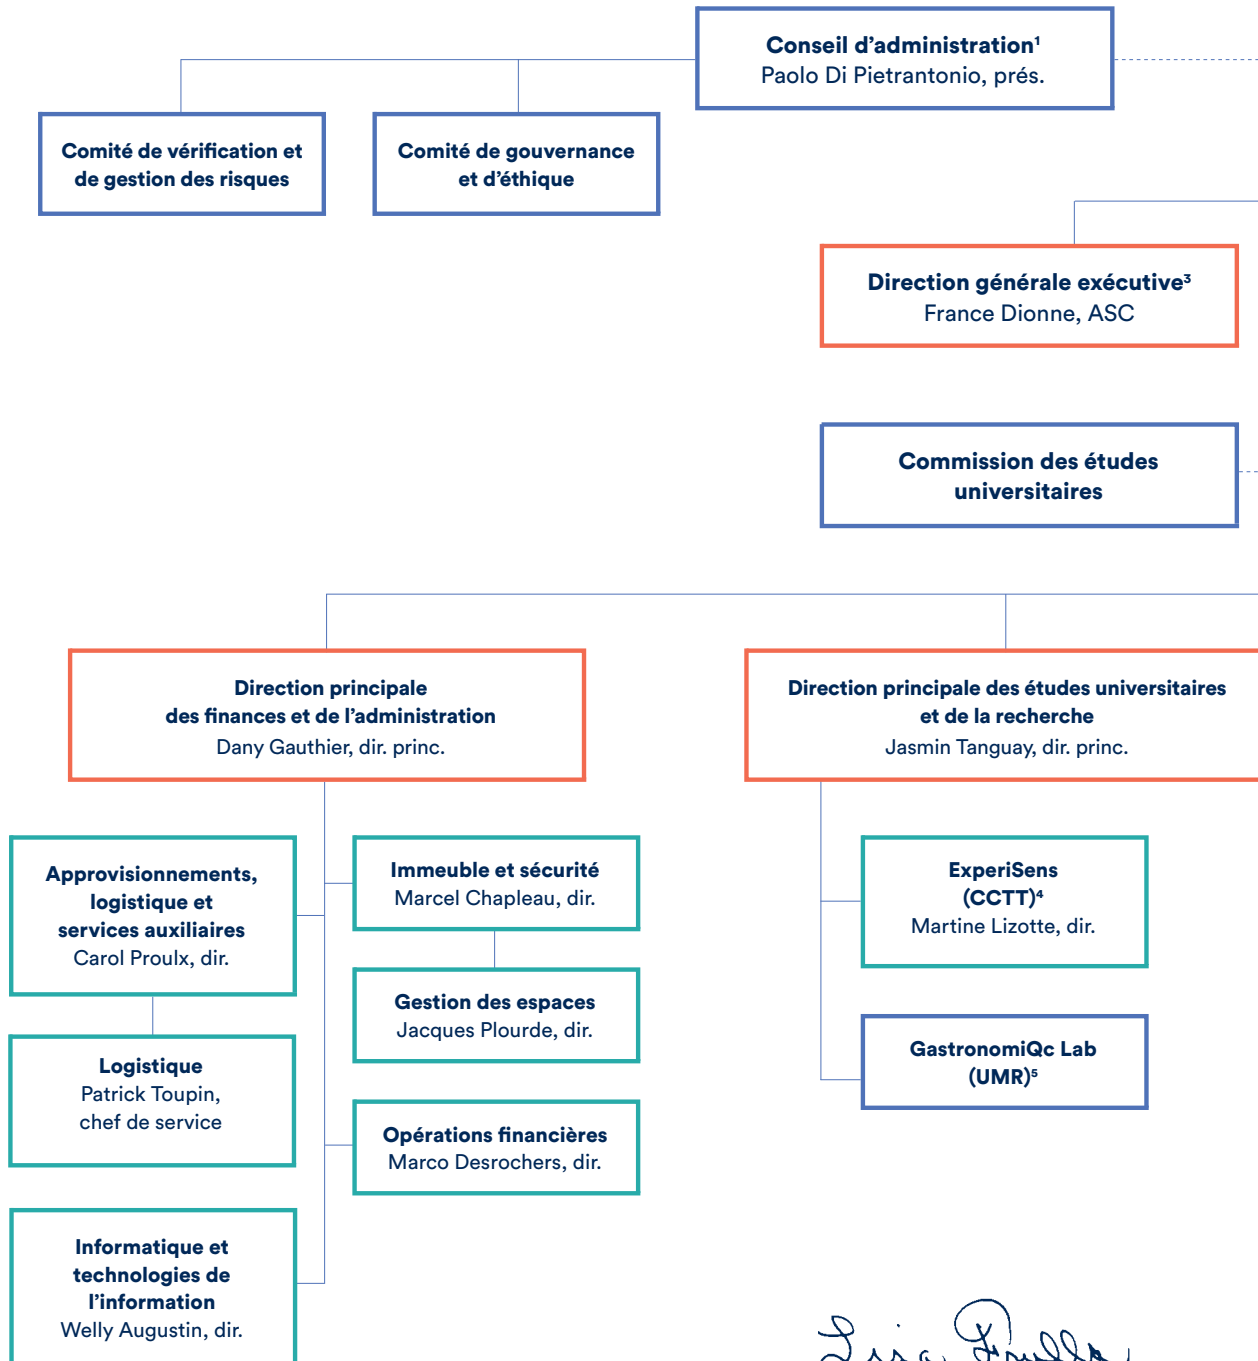 Conseil d'administration¹
Paolo Di Pietrantonio, prés.
Comité de vérification et
de gestion des risques
Comité de gouvernance
et d'éthique
Direction générale exécutive³
France Dionne, ASC
Commission des études
universitaires
Direction principale
des finances et de l'administration
Dany Gauthier, dir. princ.
Direction principale des études universitaires
et de la recherche
Jasmin Tanguay, dir. princ.
Approvisionnements,
logistique et
services auxiliaires
Carol Proulx, dir.
Immeuble et sécurité
Marcel Chapleau, dir.
Gestion des espaces
Jacques Plourde, dir.
Logistique
Patrick Toupin,
chef de service
Opérations financières
Marco Desrochers, dir.
Informatique et
technologies de
l'information
Welly Augustin, dir.
ExperiSens
(CCTT)⁴
Martine Lizotte, dir.
GastronomiQc Lab
(UMR)⁵
Lisa Frulla